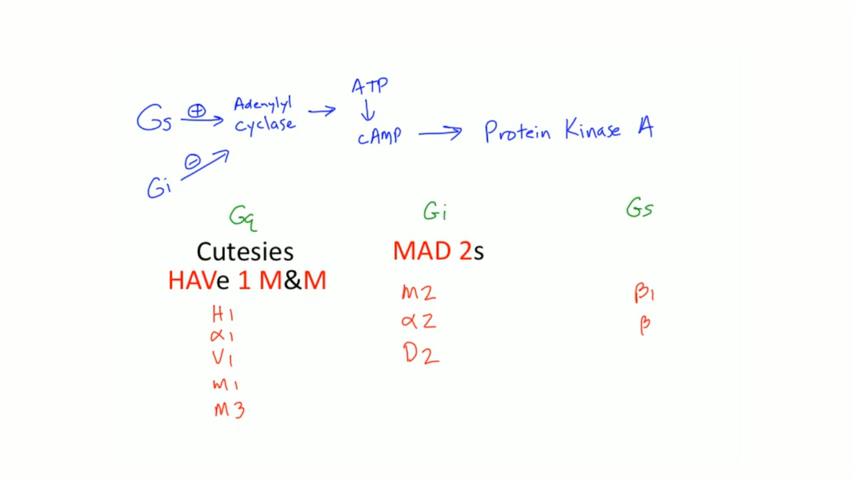 ATP
Gs ⊕ Adenylyl
cyclase
cAMP Protein Kinase A
Gi ⊖
Gq Gi Gs
Cutesies MAD 2s
HAVe 1 M&M
H1 M2 β1
α1 α2 β
V1 D2
M1
M3